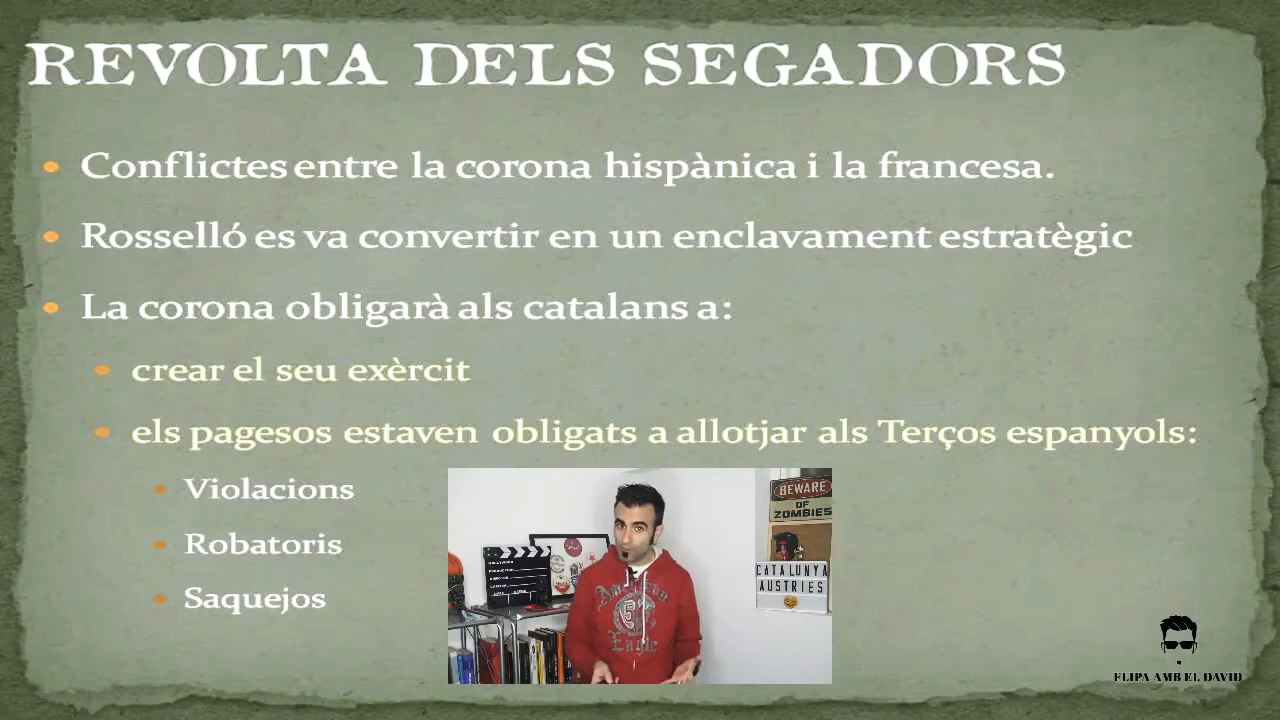 REVOLTA DELS SEGADORS
Conflictes entre la corona hispànica i la francesa.
Rosselló es va convertir en un enclavament estratègic
La corona obligarà als catalans a:
crear el seu exèrcit
els pagesos estaven obligats a allotjar als Terços espanyols:
Violacions
Robatoris
Saquejos
BEWARE
OF
ZOMBIES
CATALUNYA
AUSTRIES
American
Eagle
FLIPA AMB EL DAVID